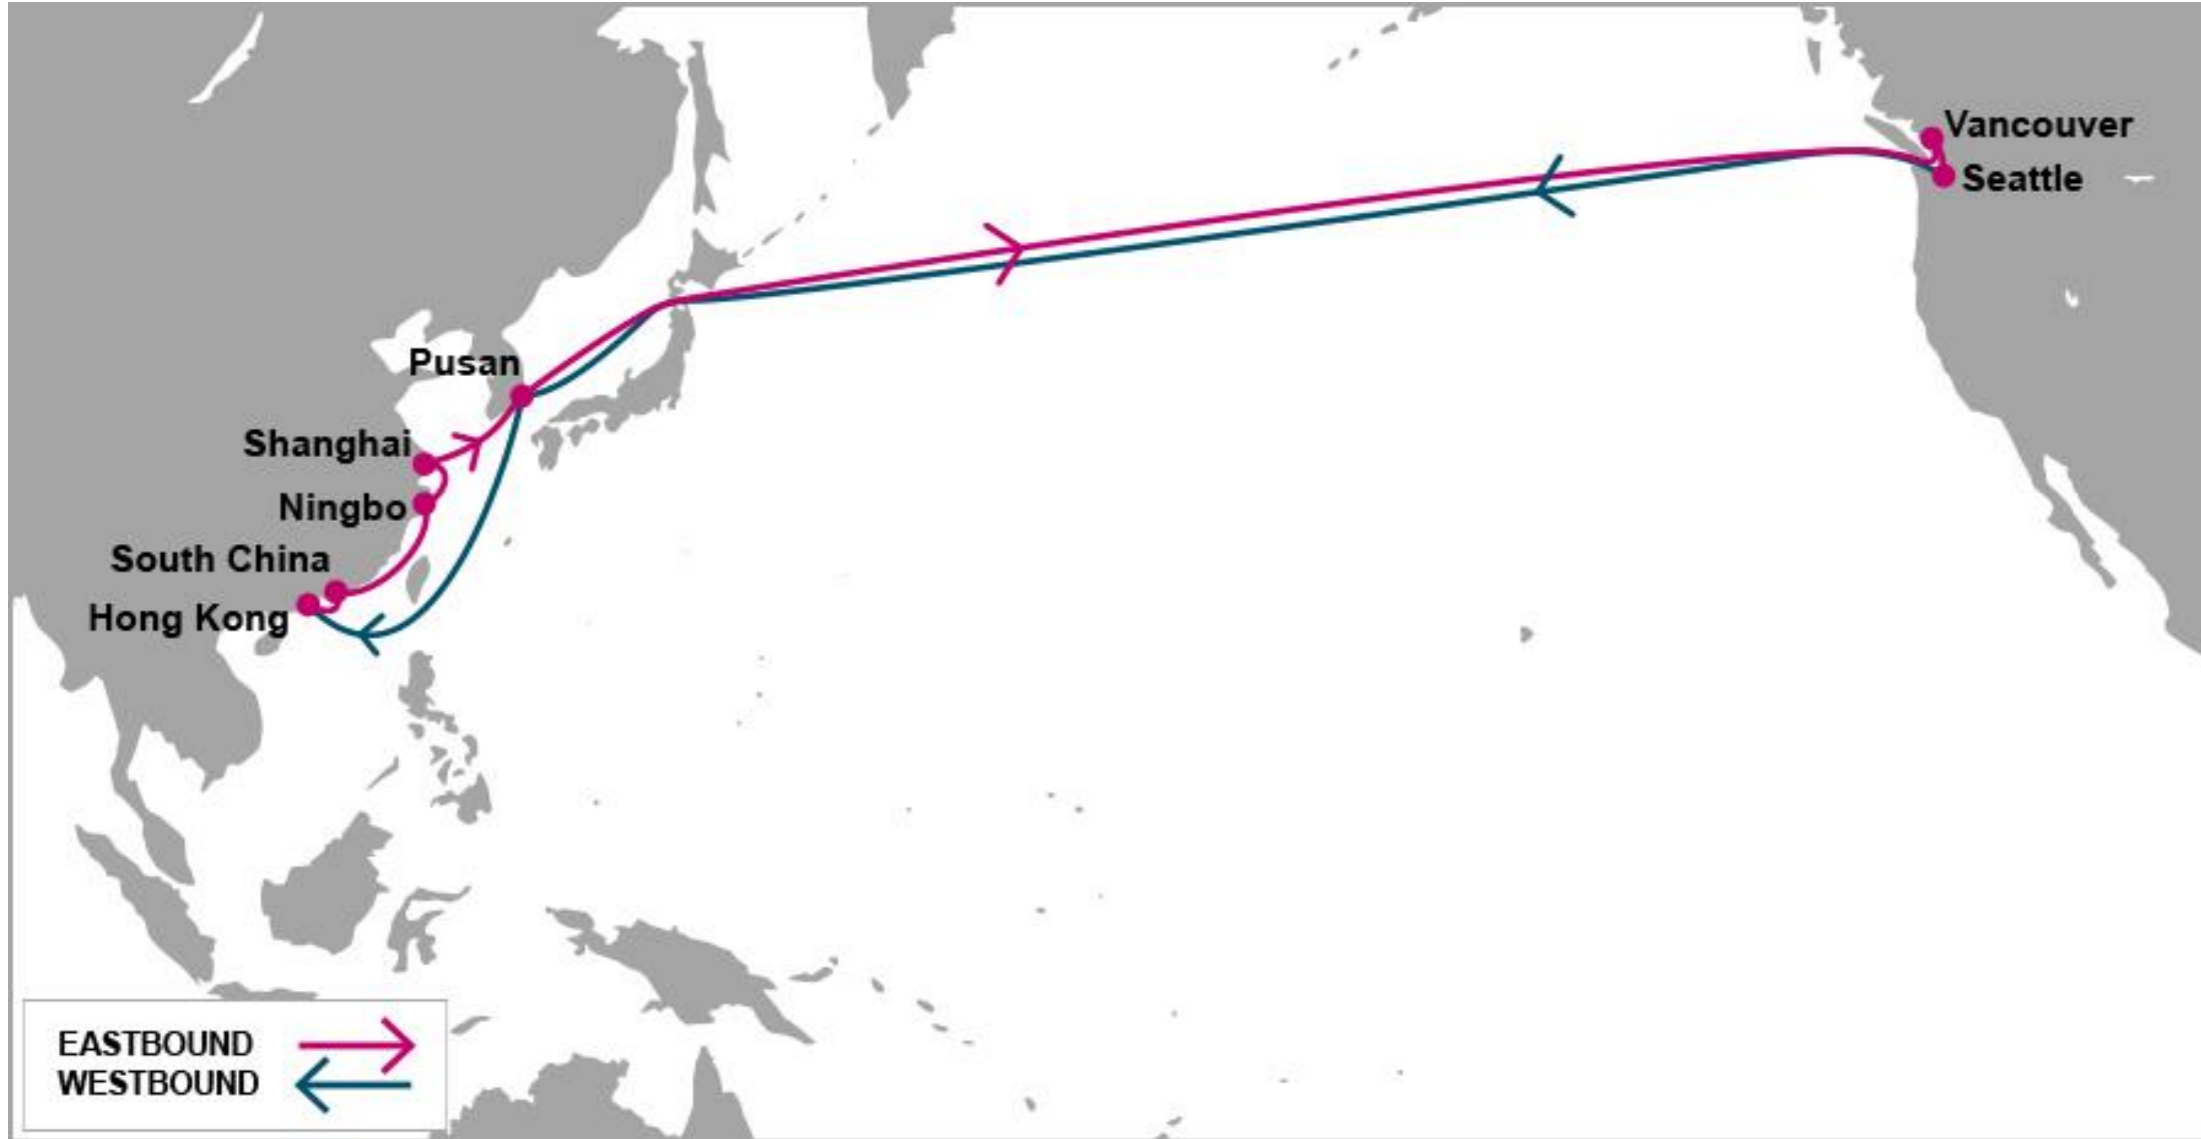 Vancouver
Seattle
Pusan
Shanghai
Ningbo
South China
Hong Kong
EASTBOUND
WESTBOUND